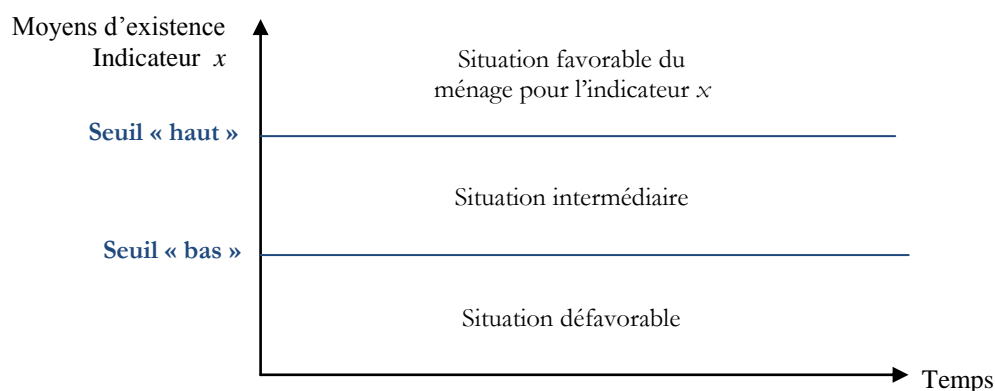 Moyens d’existence
Indicateur x
Situation favorable du
ménage pour l’indicateur x
Seuil « haut »
Situation intermédiaire
Seuil « bas »
Situation défavorable
Temps